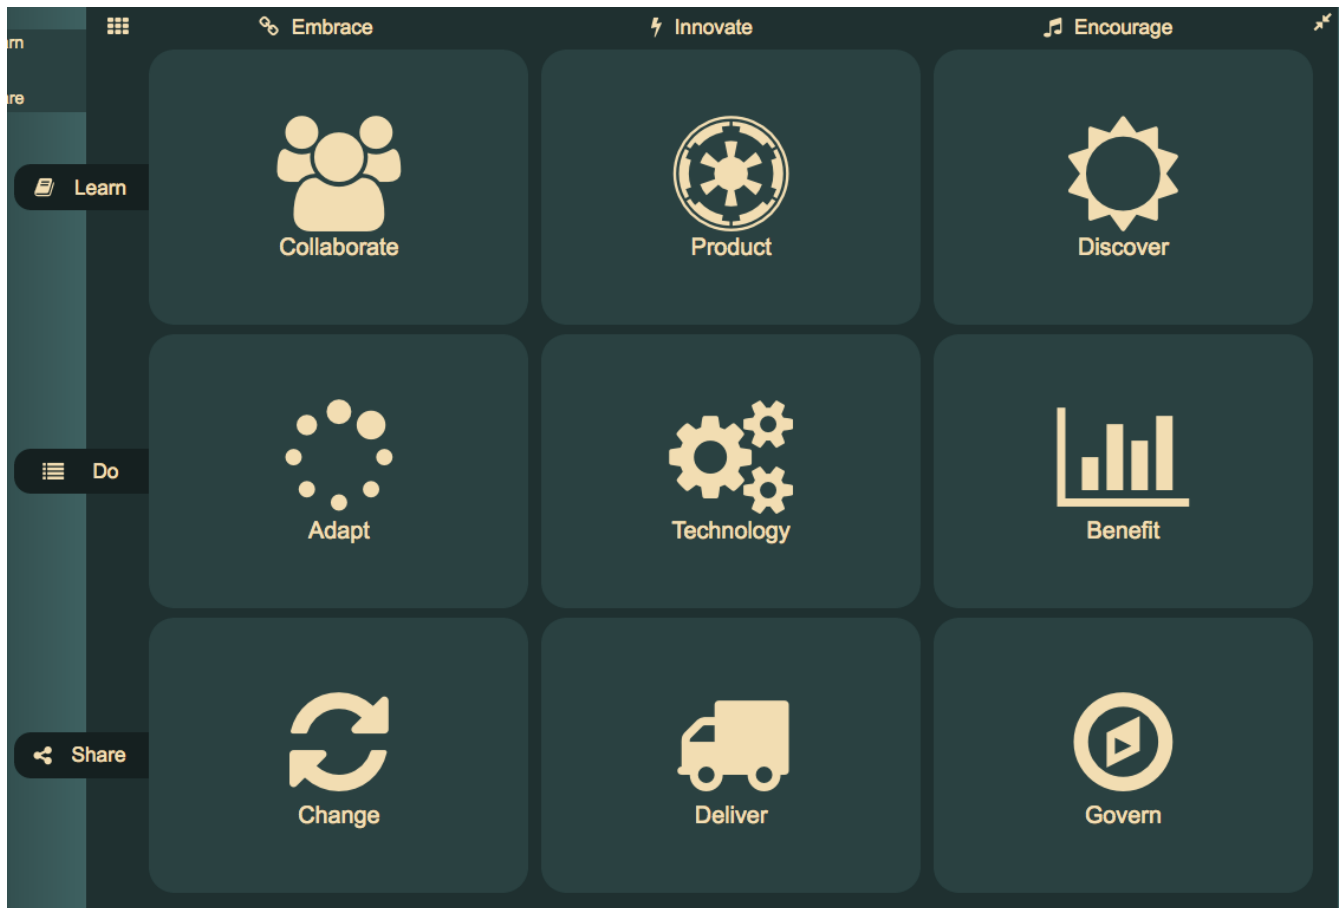 Embrace
Innovate
Encourage
Learn
Collaborate
Product
Discover
Do
Adapt
Technology
Benefit
Share
Change
Deliver
Govern